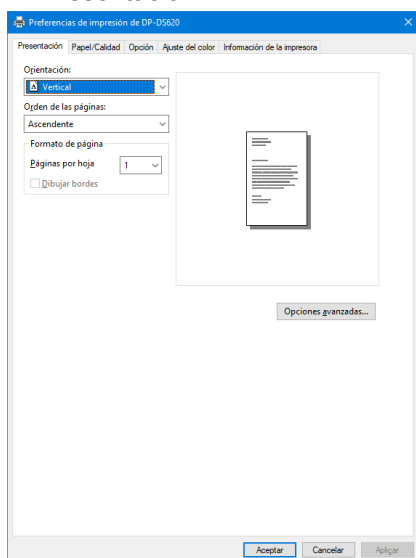 Preferencias de impresión de DP-DS620
Presentación Papel/Calidad Opción Ajuste del color Información de la impresora
Orientación:
A Vertical
Orden de las páginas:
Ascendente
Formato de página
Páginas por hoja 1
Dibujar bordes
Opciones avanzadas...
Aceptar Cancelar Aplicar